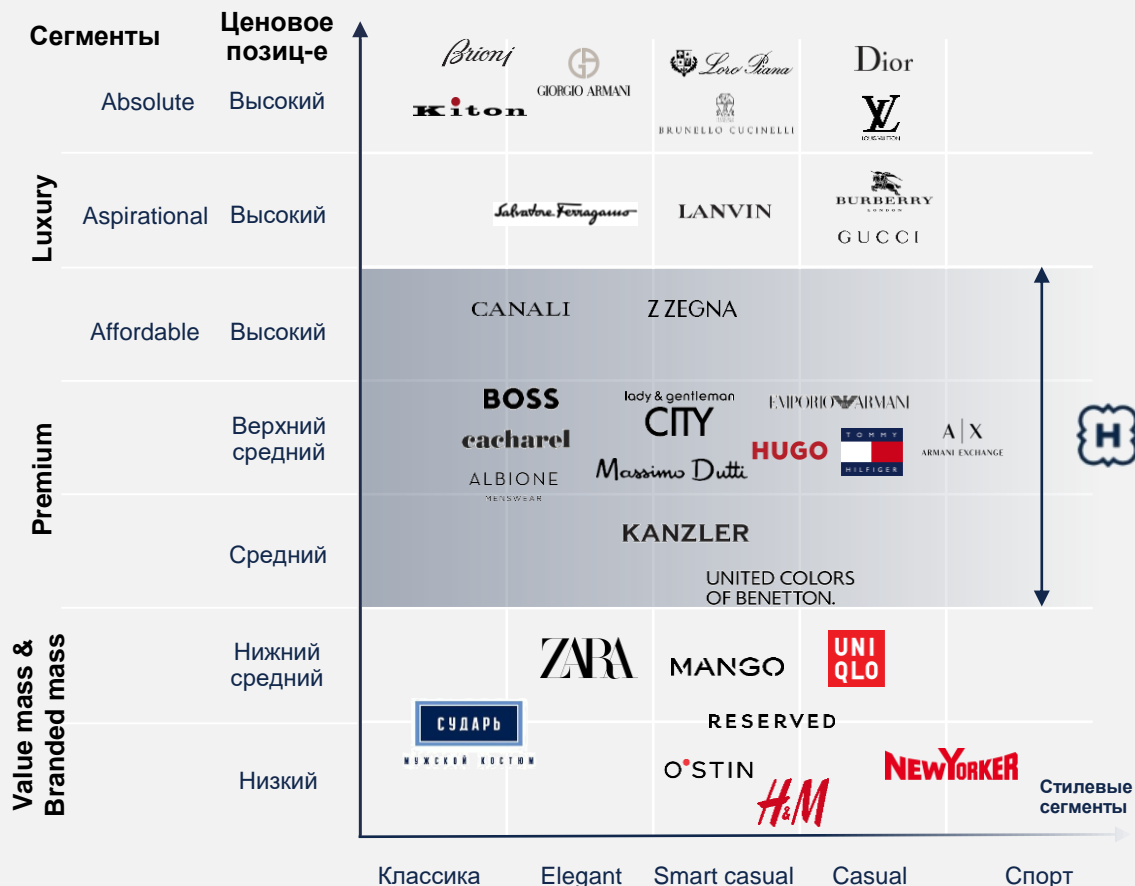 Сегменты
Ценовое
позиц-е
Brioni
GIORGIO ARMANI
Loro Piana
Dior
Absolute
Высокий
Kiton
BRUNELLO CUCINELLI
LV
LOUIS VUITTON
Luxury
Aspirational
Высокий
Salvatore Ferragamo
LANVIN
BURBERRY
LONDON
GUCCI
Affordable
Высокий
CANALI
Z ZEGNA
Premium
Верхний
средний
BOSS
cacharel
ALBIONE
MENSWEAR
lady & gentleman
CITY
Massimo Dutti
EMPORIO ARMANI
HUGO
TOMMY
HILFIGER
A|X
ARMANI EXCHANGE
H
Средний
KANZLER
UNITED COLORS
OF BENETTON.
Value mass &
Branded mass
Нижний
средний
ZARA
MANGO
UNI
QLO
СУДАРЬ
МУЖСКОЙ КОСТЮМ
RESERVED
Низкий
O'STIN
H&M
NEWYORKER
Стилевые
сегменты
Классика
Elegant
Smart casual
Casual
Спорт